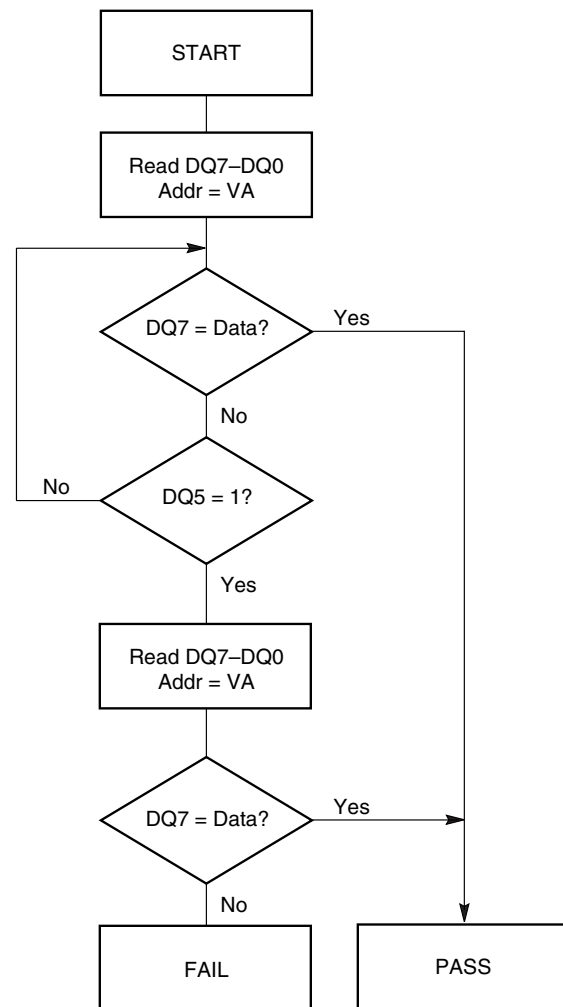 START
Read DQ7–DQ0
Addr = VA
DQ7 = Data?
Yes
No
No
DQ5 = 1?
Yes
Read DQ7–DQ0
Addr = VA
DQ7 = Data?
Yes
No
FAIL
PASS